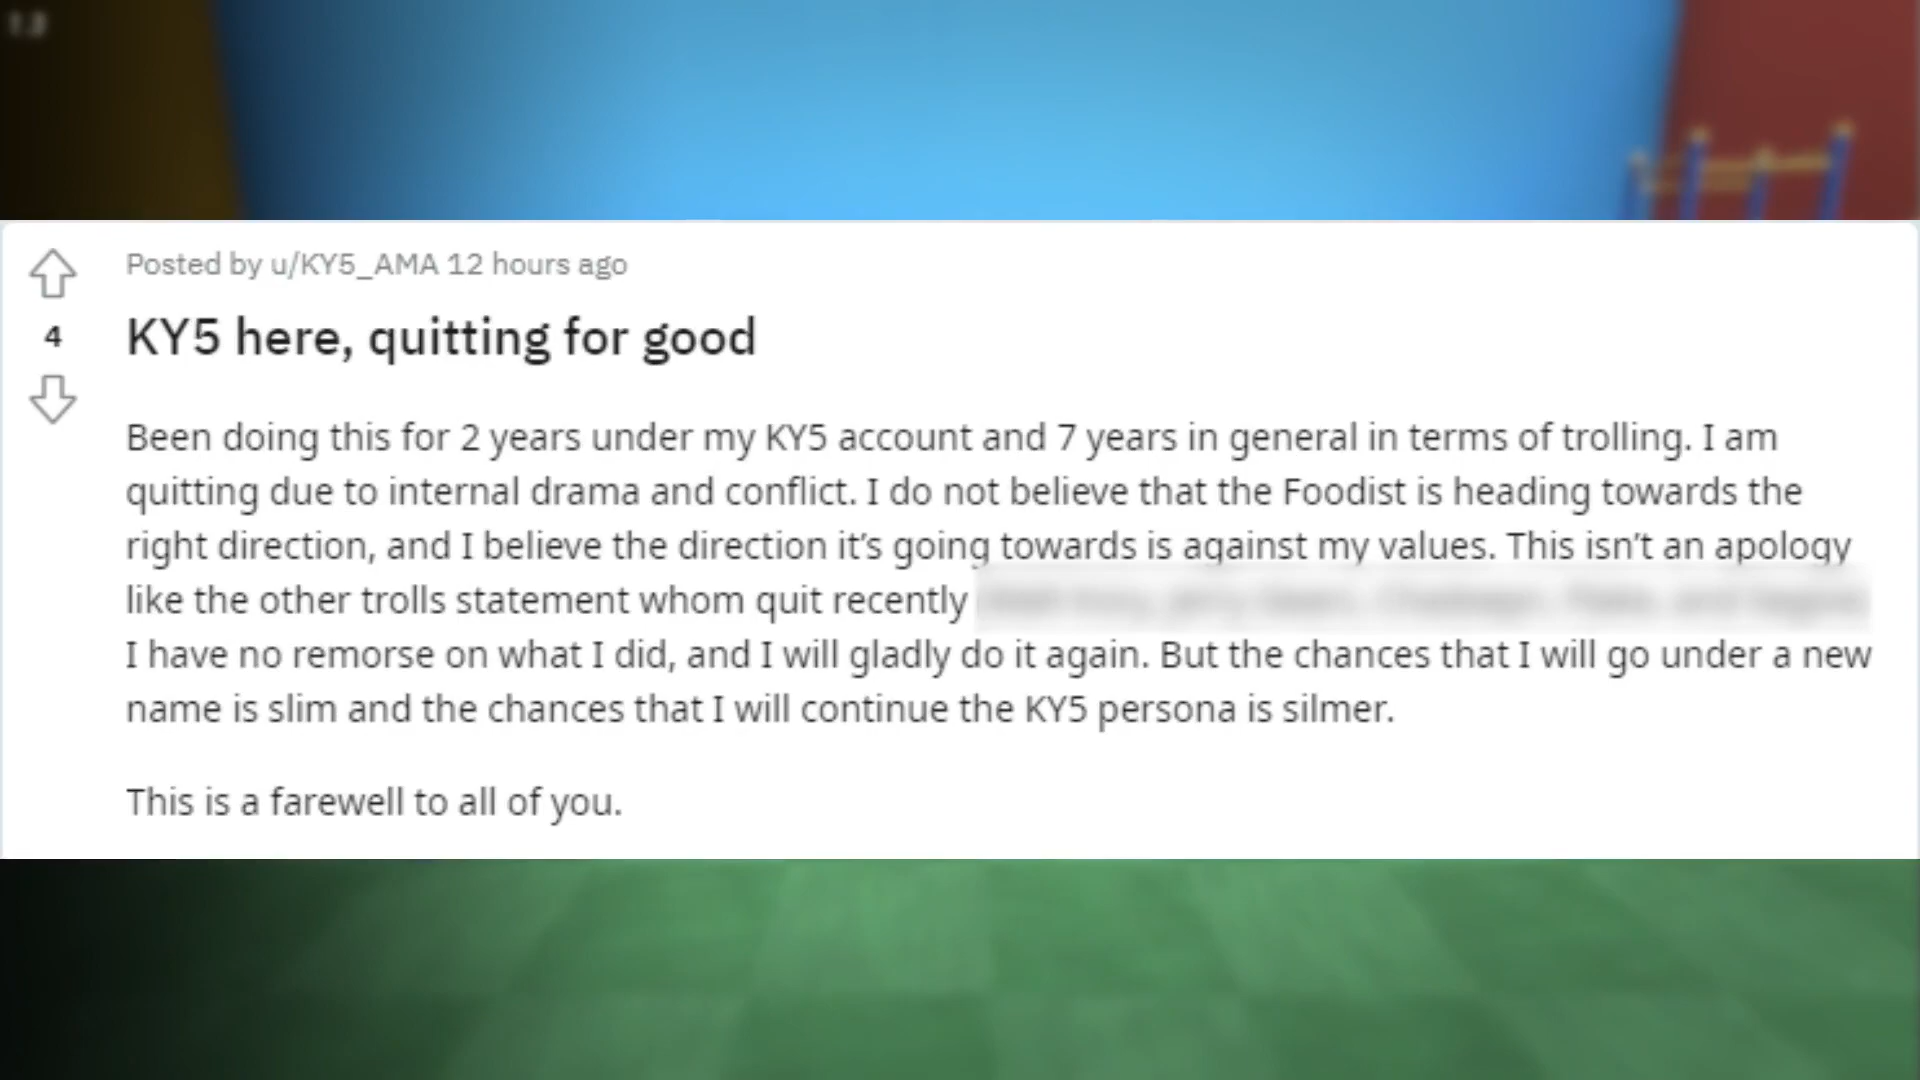 Posted by u/KY5_AMA 12 hours ago
4
KY5 here, quitting for good
Been doing this for 2 years under my KY5 account and 7 years in general in terms of trolling. I am
quitting due to internal drama and conflict. I do not believe that the Foodist is heading towards the
right direction, and I believe the direction it's going towards is against my values. This isn't an apology
like the other trolls statement whom quit recently
I have no remorse on what I did, and I will gladly do it again. But the chances that I will go under a new
name is slim and the chances that I will continue the KY5 persona is silmer.
This is a farewell to all of you.